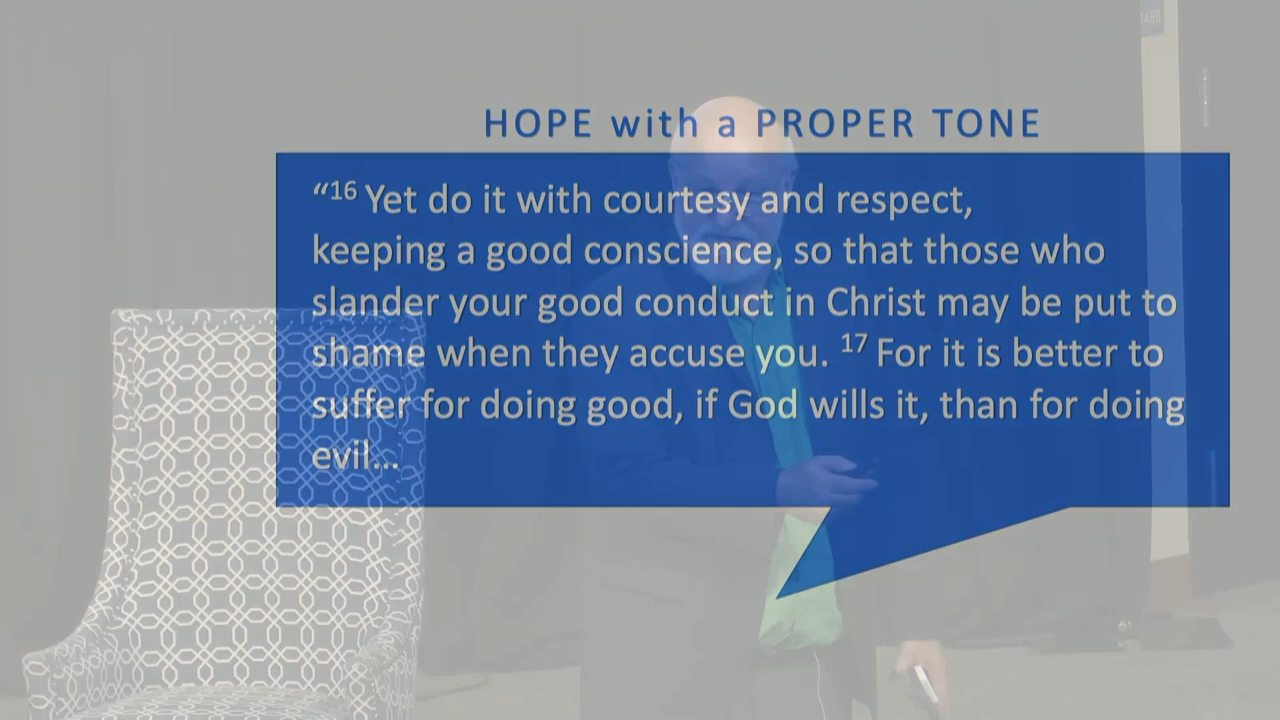 HOPE with a PROPER TONE
“16 Yet do it with courtesy and respect,
keeping a good conscience, so that those who
slander your good conduct in Christ may be put to
shame when they accuse you. 17 For it is better to
suffer for doing good, if God wills it, than for doing
evil…